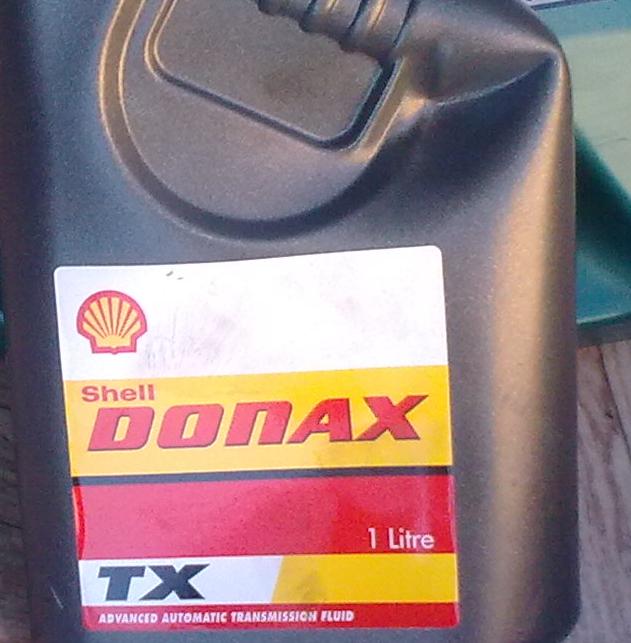 Shell
DONAX
1 Litre
TX
ADVANCED AUTOMATIC TRANSMISSION FLUID